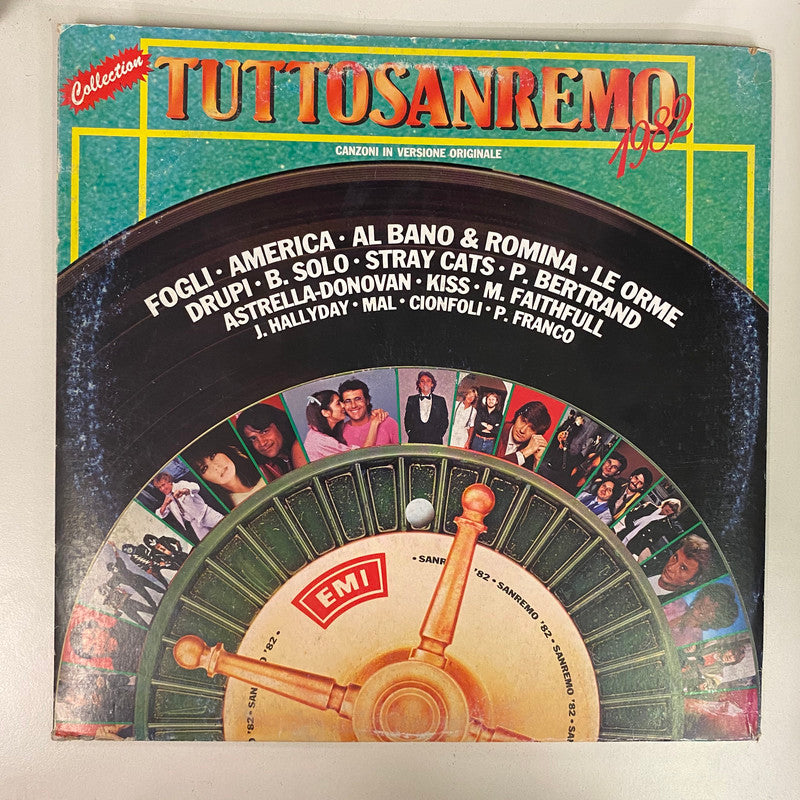 Collection
TUTTOSANREMO
1982
CANZONI IN VERSIONE ORIGINALE
FOGLI · AMERICA · AL BANO & ROMINA · LE ORME
DRUPI · B. SOLO · STRAY CATS · P. BERTRAND
ASTRELLA-DONOVAN · KISS · M. FAITHFULL
J. HALLYDAY · MAL · CIONFOLI · P. FRANCO
EMI
· SANREMO '82 · SANREMO '82 · SANREMO '82 ·
'82 ·